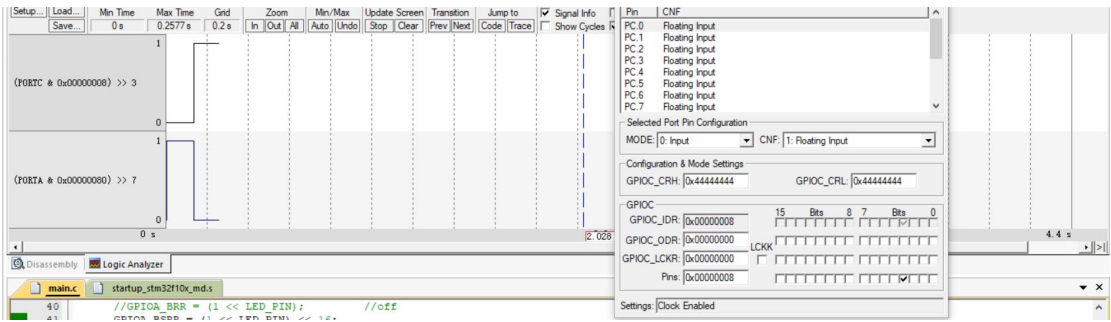 Setup... Load... Min Time Max Time Grid Zoom Min/Max Update Screen Transition Jump to Signal Info
Save... 0 s 0.2577 s 0.2 s In Out All Auto Undo Stop Clear Prev Next Code Trace Show Cycles
1
(PORTC & 0x00000008) >> 3
0
1
(PORTA & 0x00000080) >> 7
0
0 s
2.028
4.4 s
Pin CNF
PC.0 Floating Input
PC.1 Floating Input
PC.2 Floating Input
PC.3 Floating Input
PC.4 Floating Input
PC.5 Floating Input
PC.6 Floating Input
PC.7 Floating Input
Selected Port Pin Configuration
MODE: 0: Input CNF: 1: Floating Input
Configuration & Mode Settings
GPIOC_CRH: 0x44444444 GPIOC_CRL: 0x44444444
GPIOC
15 Bits 8 7 Bits 0
GPIOC_IDR: 0x00000008
GPIOC_ODR: 0x00000000
LCKK
GPIOC_LCKR: 0x00000000
Pins: 0x00000008
Settings: Clock Enabled
Disassembly Logic Analyzer
main.c startup_stm32f10x_md.s
40 //GPIOA_BRR = (1 << LED_PIN); //off
41 GPIOA_BSRR = (1 << LED_PIN) << 16;